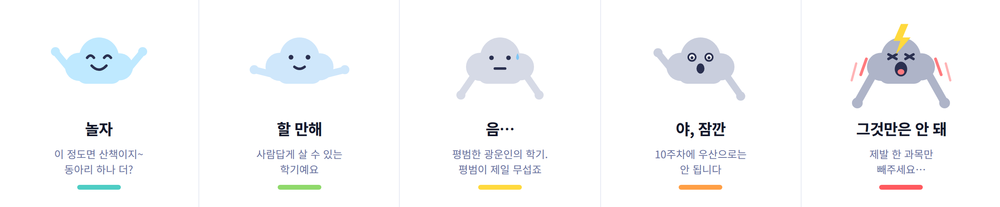 놀자
이 정도면 산책이지~
동아리 하나 더?
할 만해
사람답게 살 수 있는
학기예요
음…
평범한 광운인의 학기.
평범이 제일 무섭죠
야, 잠깐
10주차에 우산으로는
안 됩니다
그것만은 안 돼
제발 한 과목만
빼주세요…